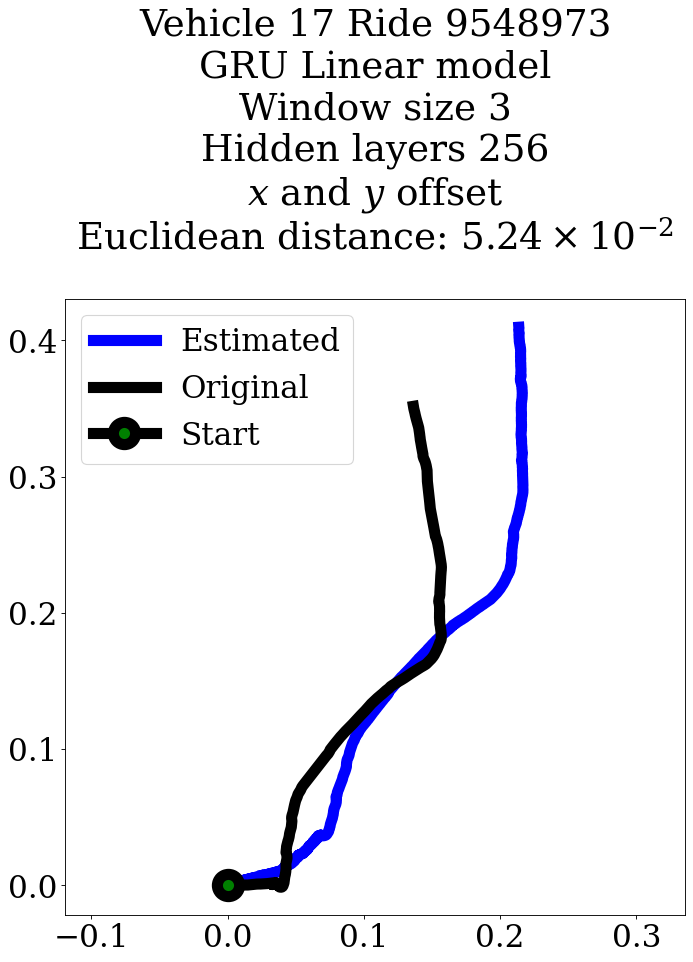 Vehicle 17 Ride 9548973
GRU Linear model
Window size 3
Hidden layers 256
x and y offset
Euclidean distance: 5.24 × 10⁻²
Estimated
Original
Start
0.4
0.3
0.2
0.1
0.0
−0.1 0.0 0.1 0.2 0.3